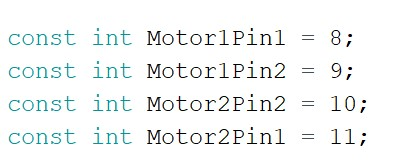 const int Motor1Pin1 = 8;
const int Motor1Pin2 = 9;
const int Motor2Pin2 = 10;
const int Motor2Pin1 = 11;